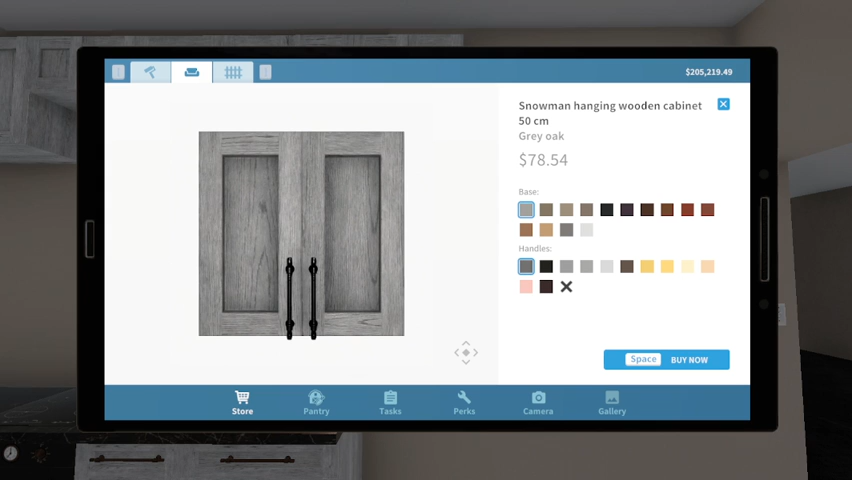 $205,219.49
Snowman hanging wooden cabinet
50 cm
Grey oak
$78.54
Base:
Handles:
Space BUY NOW
Store Pantry Tasks Perks Camera Gallery